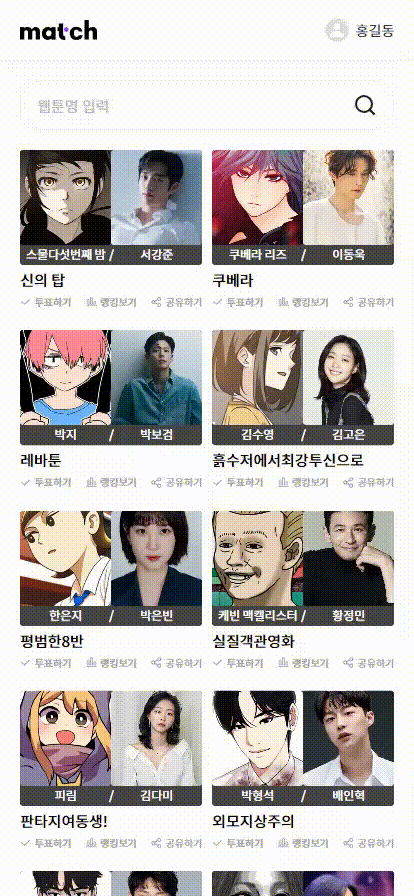 match
홍길동
웹툰명 입력
스물다섯번째 밤 / 서강준
쿠베라 리즈 / 이동욱
신의 탑
쿠베라
투표하기 랭킹보기 공유하기
투표하기 랭킹보기 공유하기
박지 / 박보검
김수영 / 김고은
레바툰
흙수저에서최강투신으로
투표하기 랭킹보기 공유하기
투표하기 랭킹보기 공유하기
한은지 / 박은빈
케빈 맥켈리스터 / 황정민
평범한8반
실질객관영화
투표하기 랭킹보기 공유하기
투표하기 랭킹보기 공유하기
피림 / 김다미
박형석 / 배인혁
판타지여동생!
외모지상주의
투표하기 랭킹보기 공유하기
투표하기 랭킹보기 공유하기